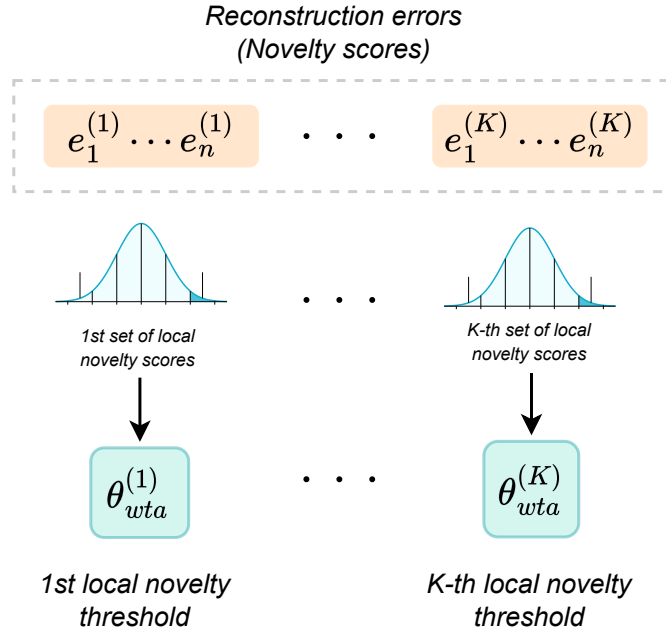 Reconstruction errors
(Novelty scores)
e_1^{(1)} ⋯ e_n^{(1)} . . . e_1^{(K)} ⋯ e_n^{(K)}
. . .
1st set of local
novelty scores
K-th set of local
novelty scores
θ_{wta}^{(1)} . . . θ_{wta}^{(K)}
1st local novelty
threshold
K-th local novelty
threshold